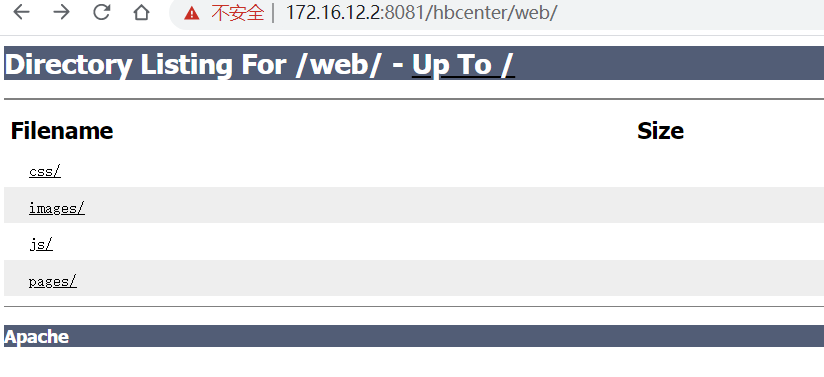 不安全 | 172.16.12.2:8081/hbcenter/web/
Directory Listing For /web/ - Up To /
Filename Size
css/
images/
js/
pages/
Apache